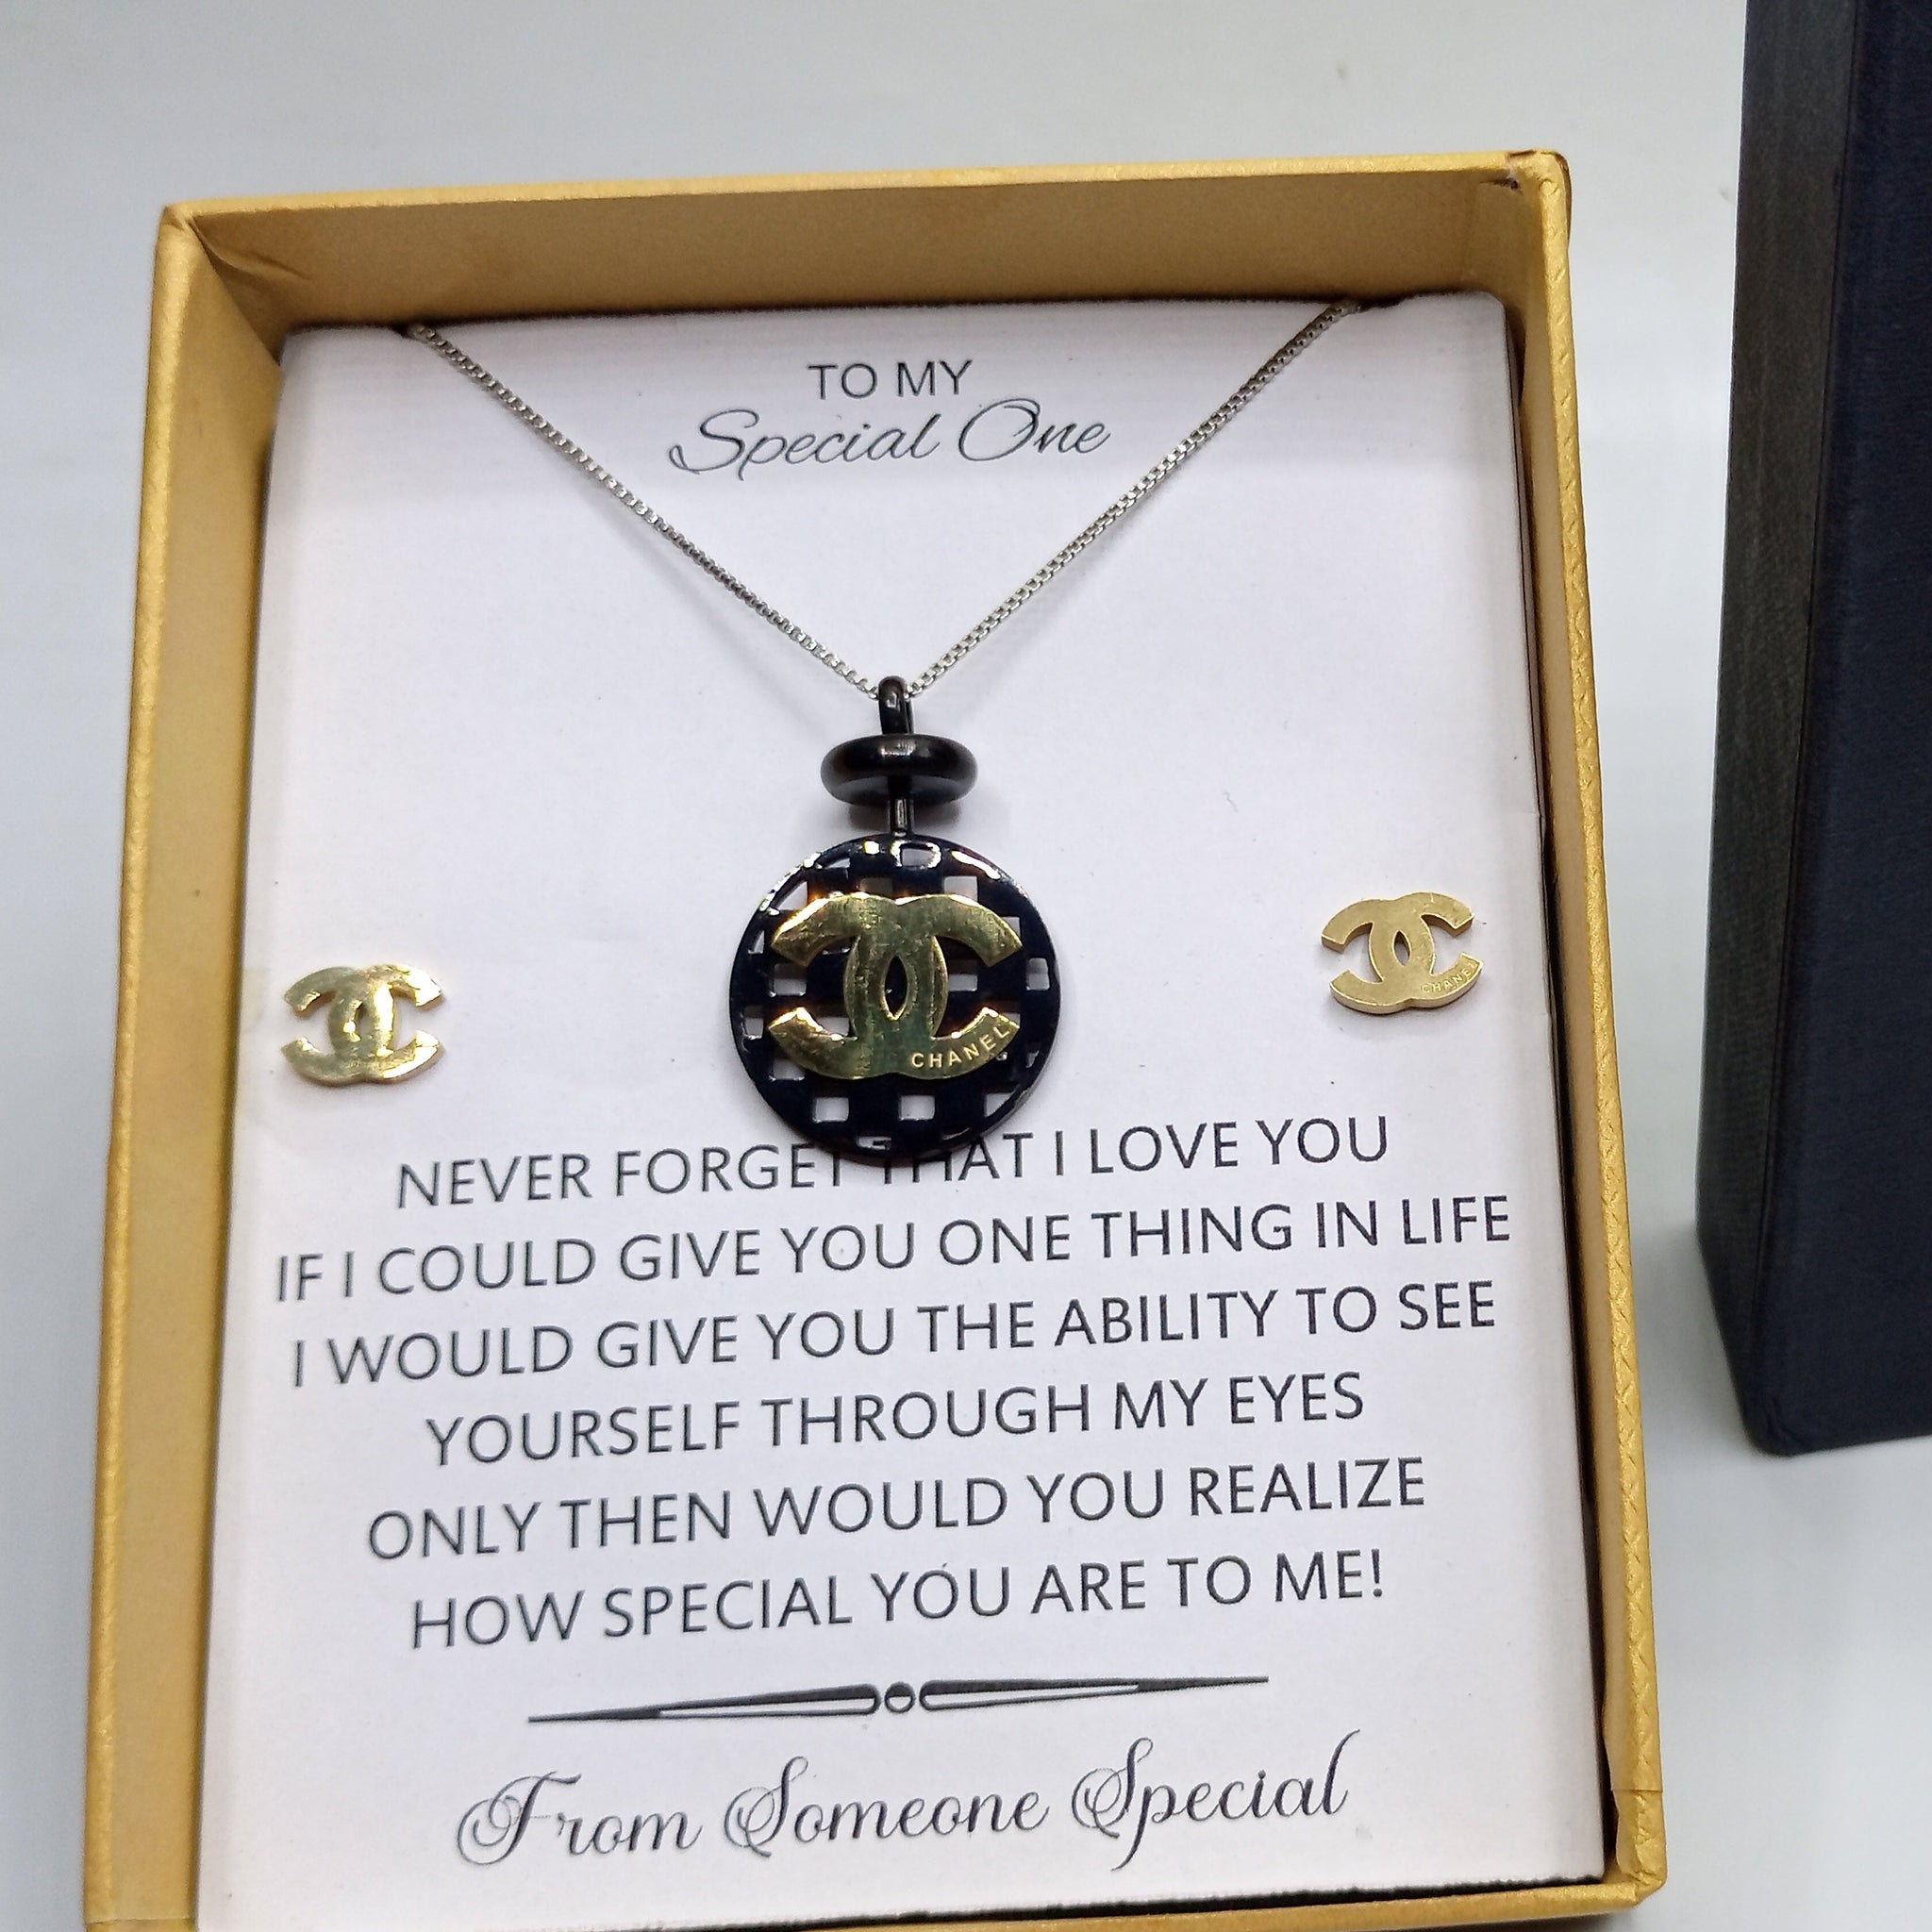 TO MY
Special One
CHANEL
CHANEL
NEVER FORGET THAT I LOVE YOU
IF I COULD GIVE YOU ONE THING IN LIFE
I WOULD GIVE YOU THE ABILITY TO SEE
YOURSELF THROUGH MY EYES
ONLY THEN WOULD YOU REALIZE
HOW SPECIAL YOU ARE TO ME!
From Someone Special